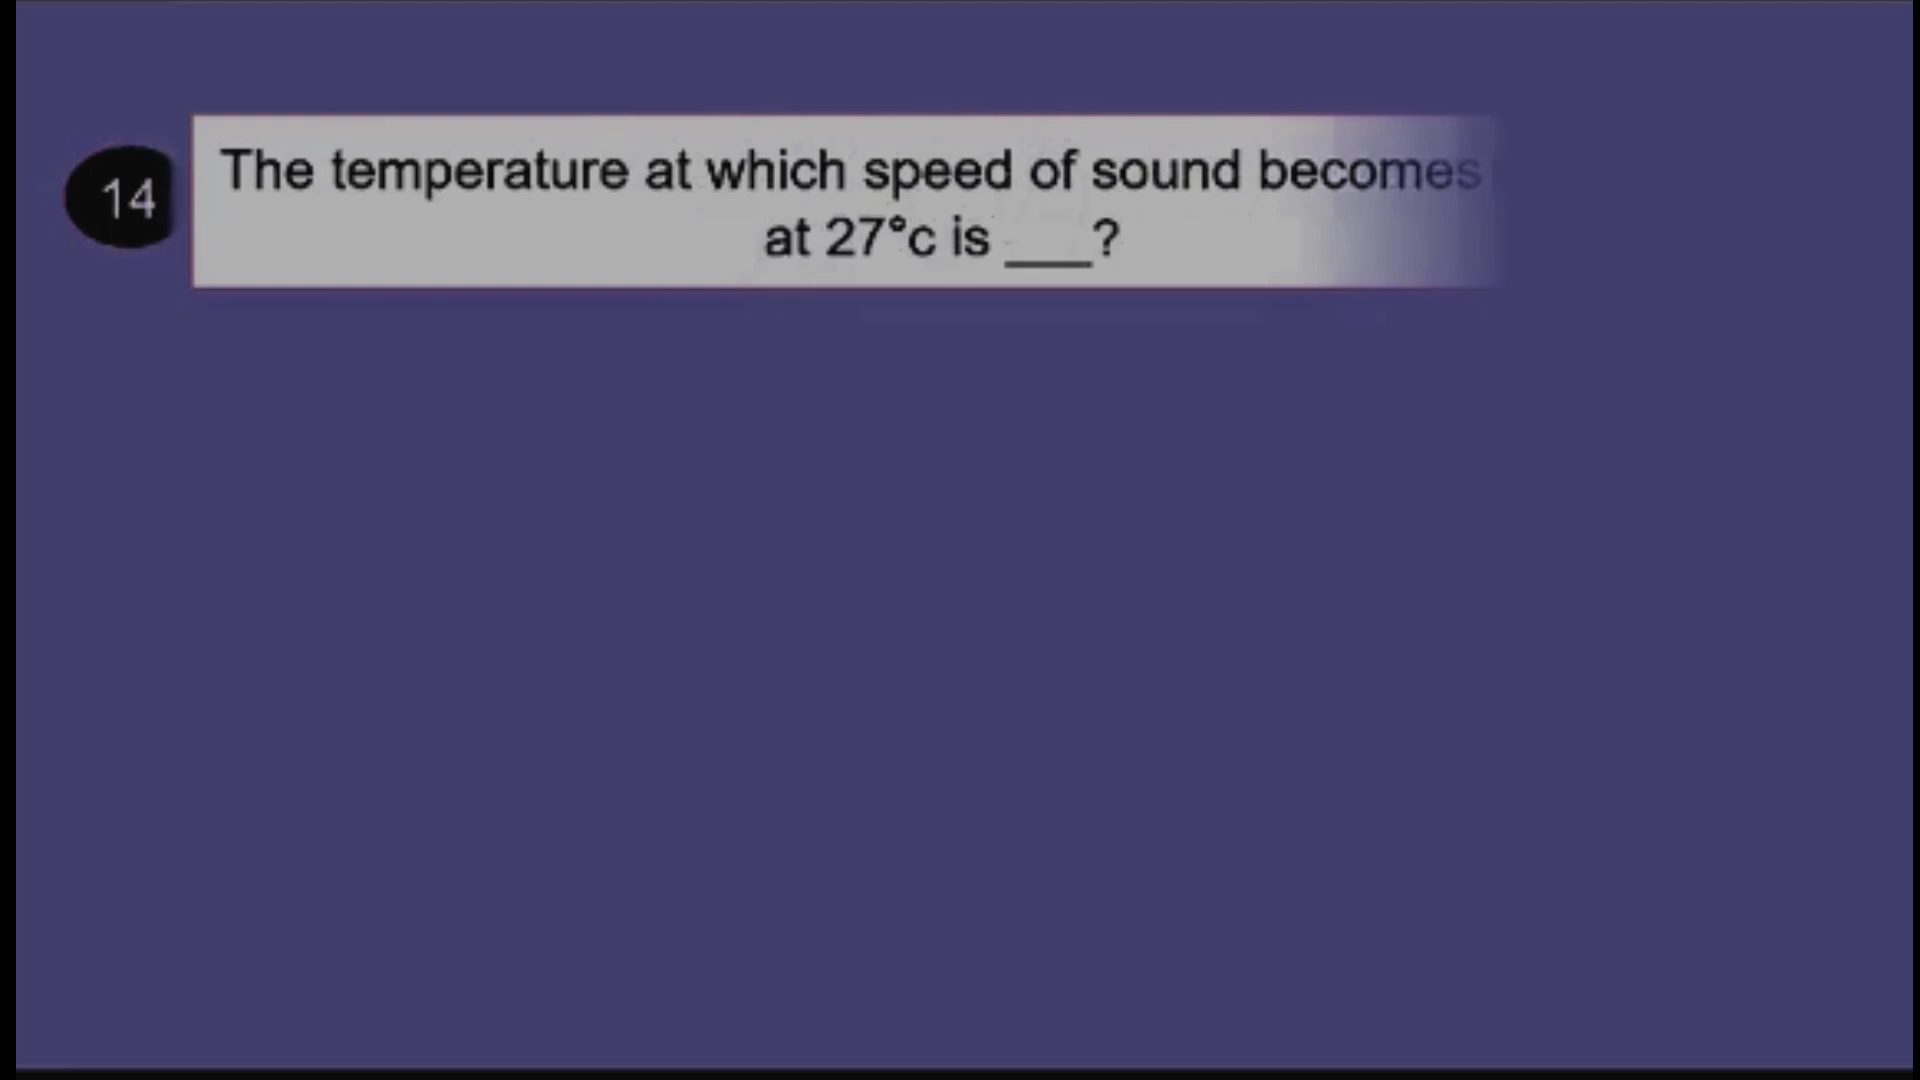 14
The temperature at which speed of sound becomes
at 27°c is ___?